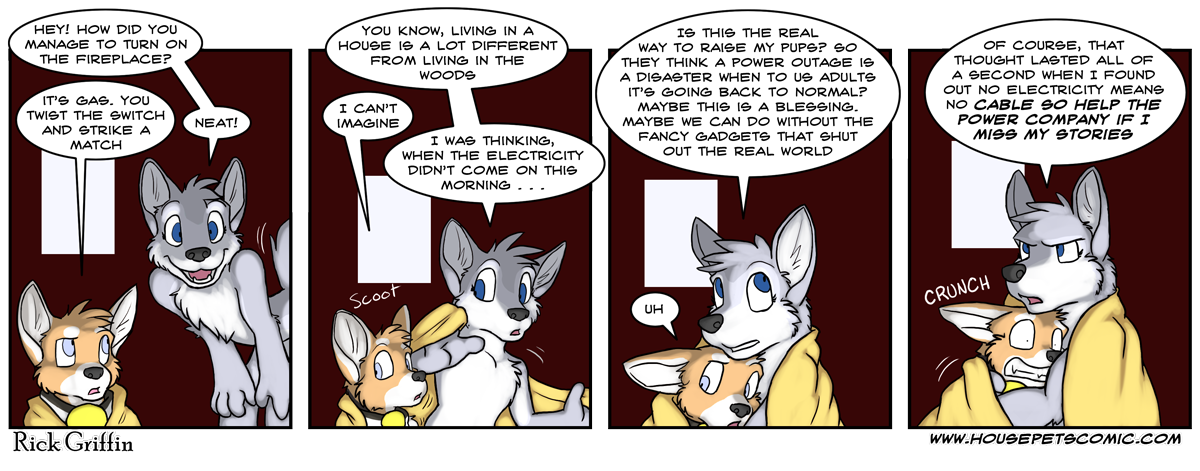 HEY! HOW DID YOU
MANAGE TO TURN ON
THE FIREPLACE?
IT'S GAS. YOU
TWIST THE SWITCH
AND STRIKE A
MATCH
NEAT!
YOU KNOW, LIVING IN A
HOUSE IS A LOT DIFFERENT
FROM LIVING IN THE
WOODS
I CAN'T
IMAGINE
I WAS THINKING,
WHEN THE ELECTRICITY
DIDN'T COME ON THIS
MORNING . . .
SCOOT
IS THIS THE REAL
WAY TO RAISE MY PUPS? SO
THEY THINK A POWER OUTAGE IS
A DISASTER WHEN TO US ADULTS
IT'S GOING BACK TO NORMAL?
MAYBE THIS IS A BLESSING.
MAYBE WE CAN DO WITHOUT THE
FANCY GADGETS THAT SHUT
OUT THE REAL WORLD
UH
OF COURSE, THAT
THOUGHT LASTED ALL OF
A SECOND WHEN I FOUND
OUT NO ELECTRICITY MEANS
NO CABLE SO HELP THE
POWER COMPANY IF I
MISS MY STORIES
CRUNCH
Rick Griffin
WWW.HOUSEPETSCOMIC.COM